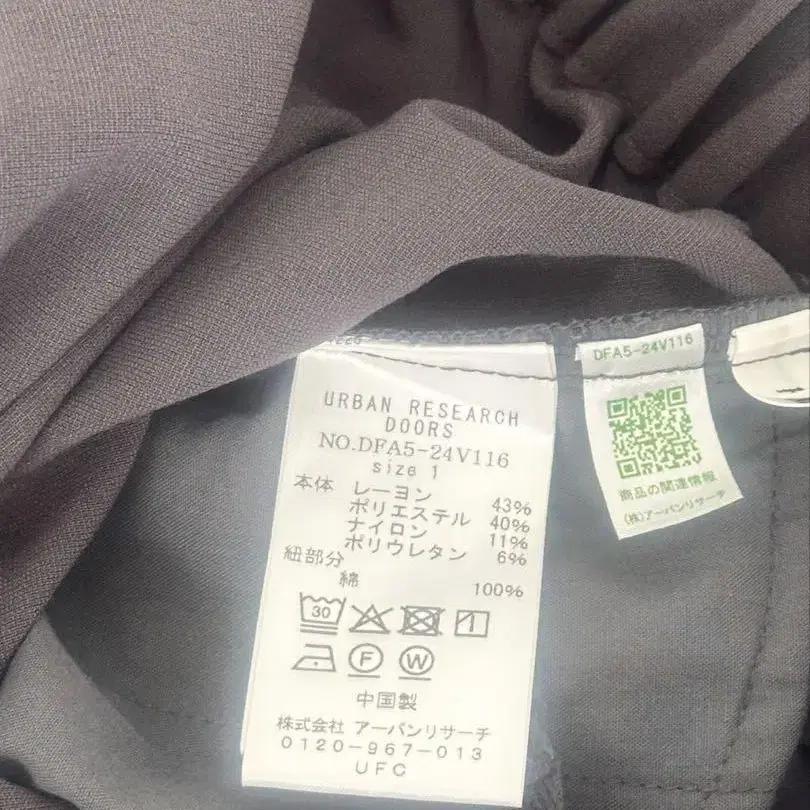 URBAN RESEARCH
DOORS
NO.DFA5-24V116
size 1
本体 レーヨン 43%
ポリエステル 40%
ナイロン 11%
ポリウレタン 6%
紐部分
綿 100%
30
F W
中国製
株式会社 アーバンリサーチ
0120-967-013
UFC
DFA5-24V116
商品の関連情報
(株)アーバンリサーチ